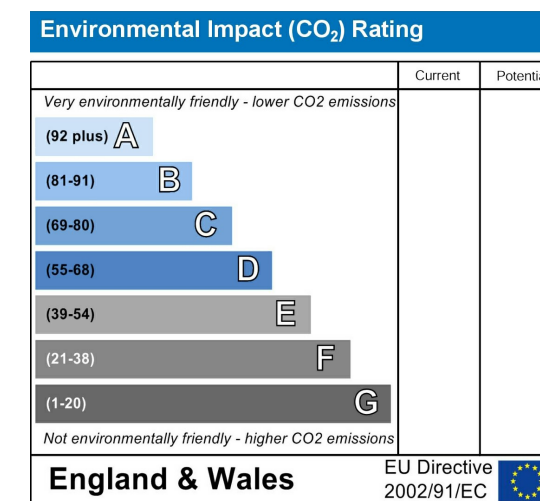 Environmental Impact (CO₂) Rating
Current Potentia
Very environmentally friendly - lower CO2 emissions
(92 plus) A
(81-91) B
(69-80) C
(55-68) D
(39-54) E
(21-38) F
(1-20) G
Not environmentally friendly - higher CO2 emissions
England & Wales
EU Directive
2002/91/EC